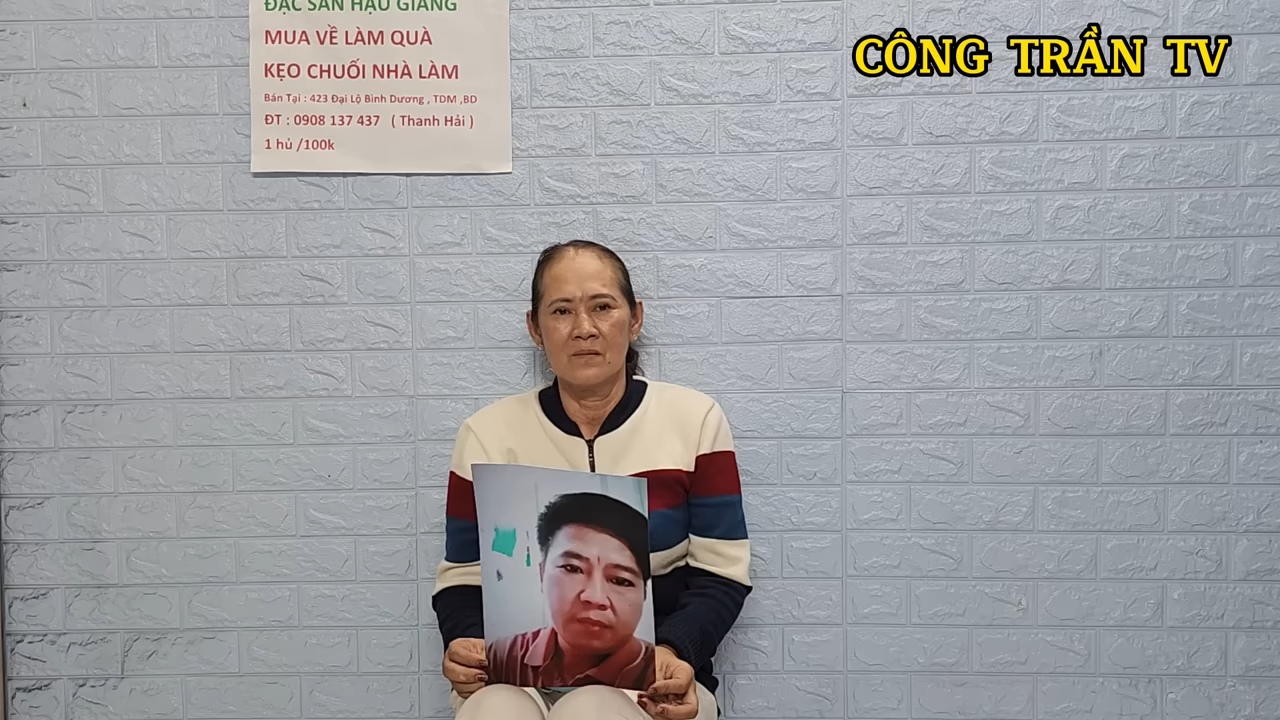 ĐẶC SẢN HẬU GIANG
MUA VỀ LÀM QUÀ
KẸO CHUỐI NHÀ LÀM
Bán Tại : 423 Đại Lộ Bình Dương , TDM ,BD
ĐT : 0908 137 437 ( Thanh Hải )
1 hủ /100k
CÔNG TRẦN TV